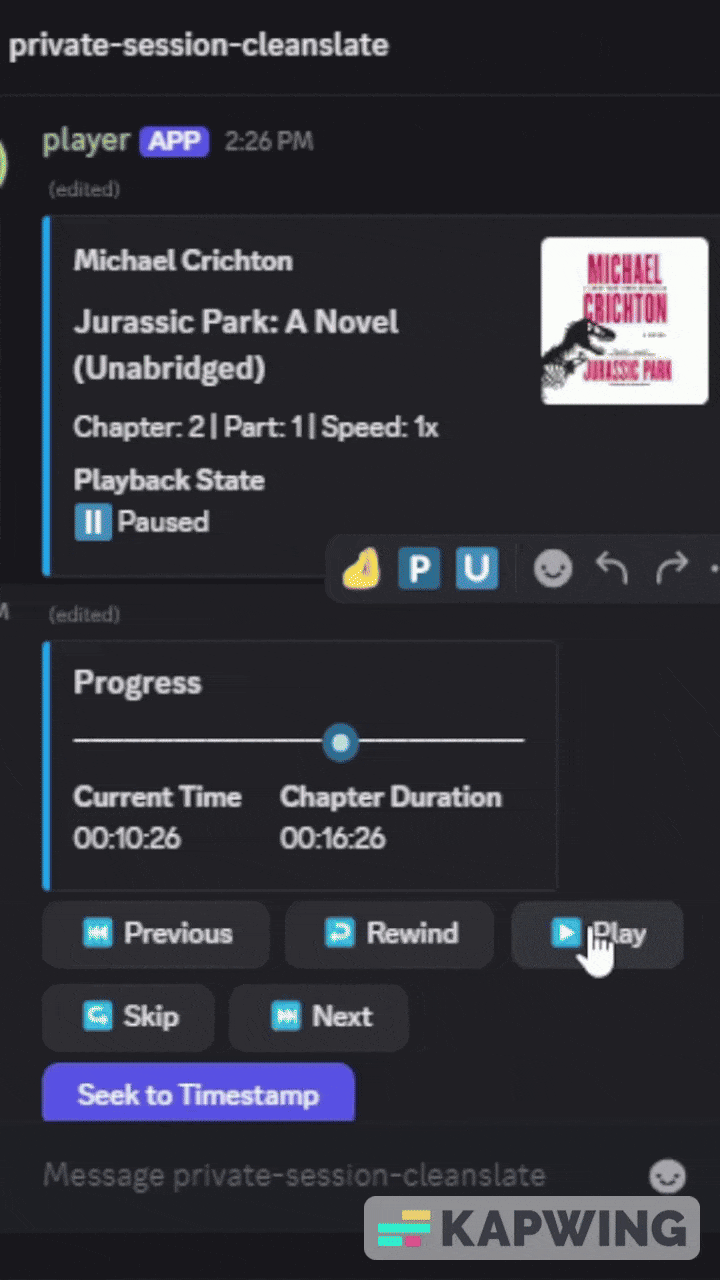 private-session-cleanslate
player APP 2:26 PM
(edited)
Michael Crichton
Jurassic Park: A Novel
(Unabridged)
Chapter: 2 | Part: 1 | Speed: 1x
Playback State
Paused
MICHAEL
CRICHTON
JURASSIC PARK
P U
M (edited)
Progress
Current Time Chapter Duration
00:10:26 00:16:26
Previous Rewind Play
Skip Next
Seek to Timestamp
Message private-session-cleanslate
KAPWING